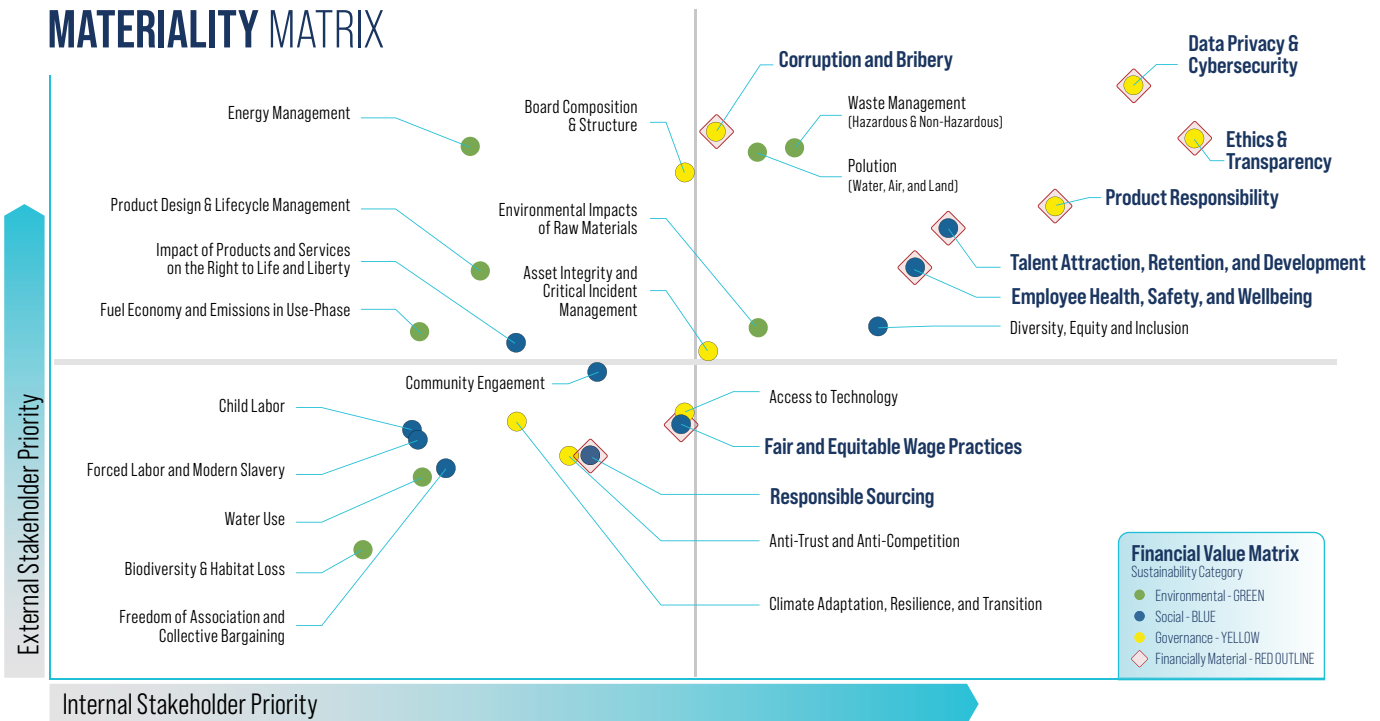 MATERIALITY MATRIX
Corruption and Bribery
Data Privacy &
Cybersecurity
Energy Management
Board Composition
& Structure
Waste Management
(Hazardous & Non-Hazardous)
Ethics &
Transparency
Polution
(Water, Air, and Land)
Product Responsibility
Product Design & Lifecycle Management
Environmental Impacts
of Raw Materials
Impact of Products and Services
on the Right to Life and Liberty
Asset Integrity and
Critical Incident
Management
Talent Attraction, Retention, and Development
Employee Health, Safety, and Wellbeing
Fuel Economy and Emissions in Use-Phase
Diversity, Equity and Inclusion
Community Engaement
Access to Technology
Child Labor
Fair and Equitable Wage Practices
Forced Labor and Modern Slavery
Responsible Sourcing
Water Use
Anti-Trust and Anti-Competition
Biodiversity & Habitat Loss
Climate Adaptation, Resilience, and Transition
Freedom of Association and
Collective Bargaining
Financial Value Matrix
Sustainability Category
Environmental - GREEN
Social - BLUE
Governance - YELLOW
Financially Material - RED OUTLINE
External Stakeholder Priority
Internal Stakeholder Priority